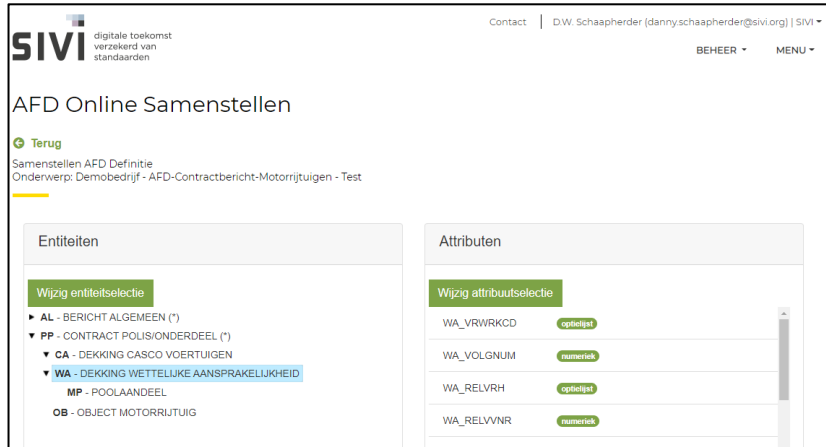 Contact D.W. Schaapherder (danny.schaapherder@sivi.org) | SIVI
SIVI digitale toekomst
verzekerd van
standaarden
BEHEER MENU
AFD Online Samenstellen
Terug
Samenstellen AFD Definitie
Onderwerp: Demobedrijf - AFD-Contractbericht-Motorrijtuigen - Test
Entiteiten
Wijzig entiteitselectie
AL - BERICHT ALGEMEEN (*)
PP - CONTRACT POLIS/ONDERDEEL (*)
CA - DEKKING CASCO VOERTUIGEN
WA - DEKKING WETTELIJKE AANSPRAKELIJKHEID
MP - POOLAANDEEL
OB - OBJECT MOTORRIJTUIG
Attributen
Wijzig attribuutselectie
WA_VRWRKCD optielijst
WA_VOLGNUM numeriek
WA_RELVRH optielijst
WA_RELVVNR numeriek